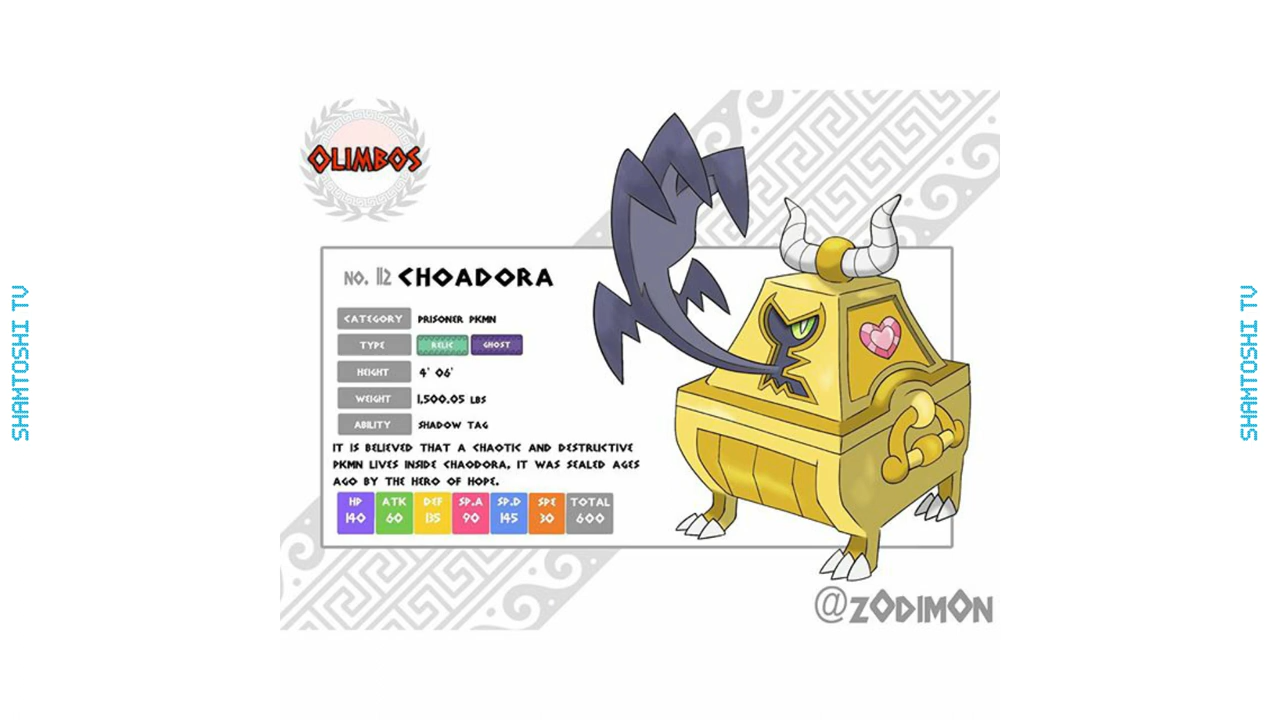 SHAMTOSHI TV
OLIMBOS
NO. 112 CHOADORA
CATEGORY PRISONER PKMN
TYPE RELIC GHOST
HEIGHT 4' 06'
WEIGHT 1,500.05 LBS
ABILITY SHADOW TAG
IT IS BELIEVED THAT A CHAOTIC AND DESTRUCTIVE
PKMN LIVES INSIDE CHAODORA, IT WAS SEALED AGES
AGO BY THE HERO OF HOPE.
HP ATK DEF SP.A SP.D SPE TOTAL
140 60 135 90 145 30 600
@ZODIMON
SHAMTOSHI TV